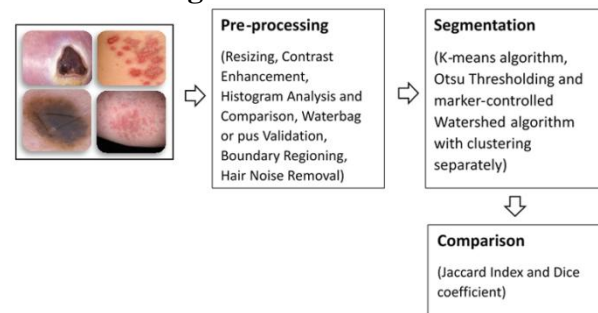 Pre-processing
(Resizing, Contrast
Enhancement,
Histogram Analysis and
Comparison, Waterbag
or pus Validation,
Boundary Regioning,
Hair Noise Removal)
Segmentation
(K-means algorithm,
Otsu Thresholding and
marker-controlled
Watershed algorithm
with clustering
separately)
Comparison
(Jaccard Index and Dice
coefficient)